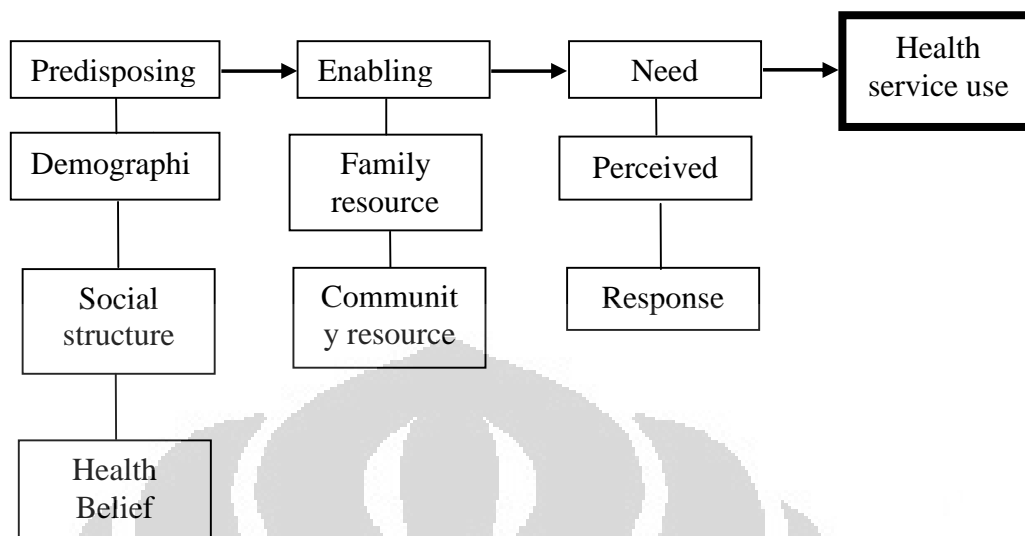 Predisposing
Enabling
Need
Health
service use
Demographi
Family
resource
Perceived
Social
structure
Communit
y resource
Response
Health
Belief